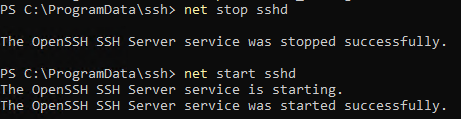 PS C:\ProgramData\ssh> net stop sshd
The OpenSSH SSH Server service was stopped successfully.
PS C:\ProgramData\ssh> net start sshd
The OpenSSH SSH Server service is starting.
The OpenSSH SSH Server service was started successfully.